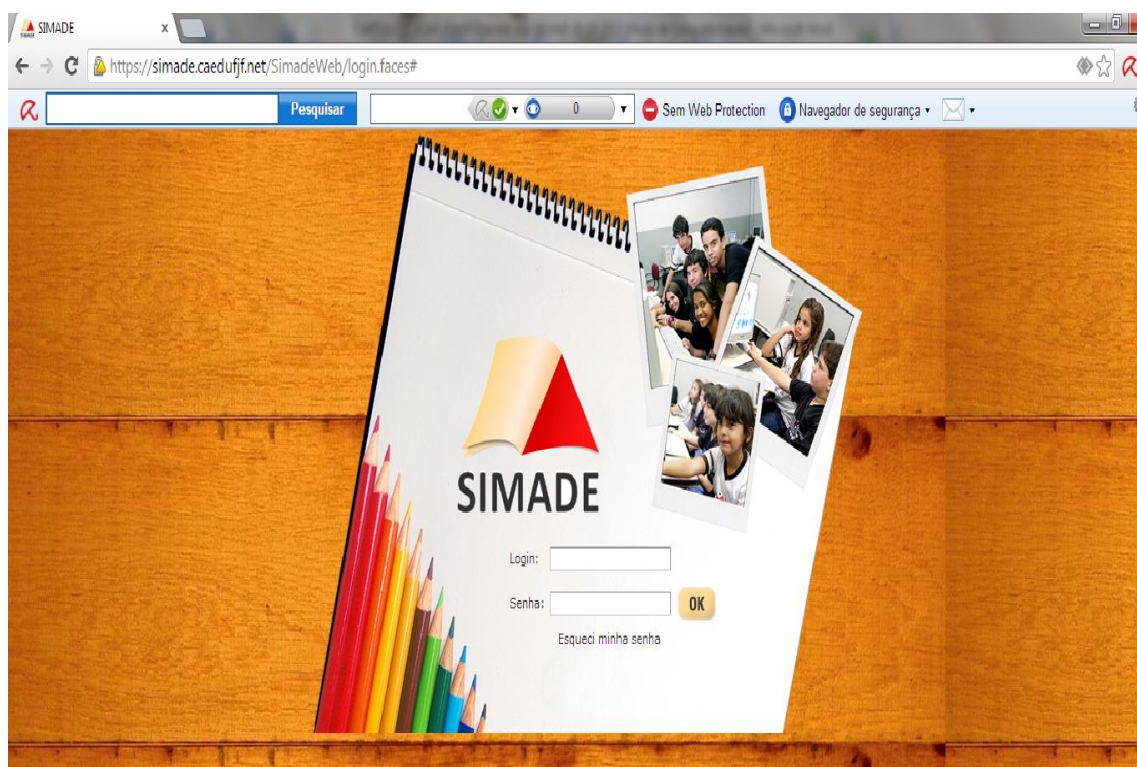 SIMADE
https://simade.caedufjf.net/SimadeWeb/login.faces#
Pesquisar
0
Sem Web Protection
Navegador de segurança
SIMADE
Login:
Senha:
OK
Esqueci minha senha